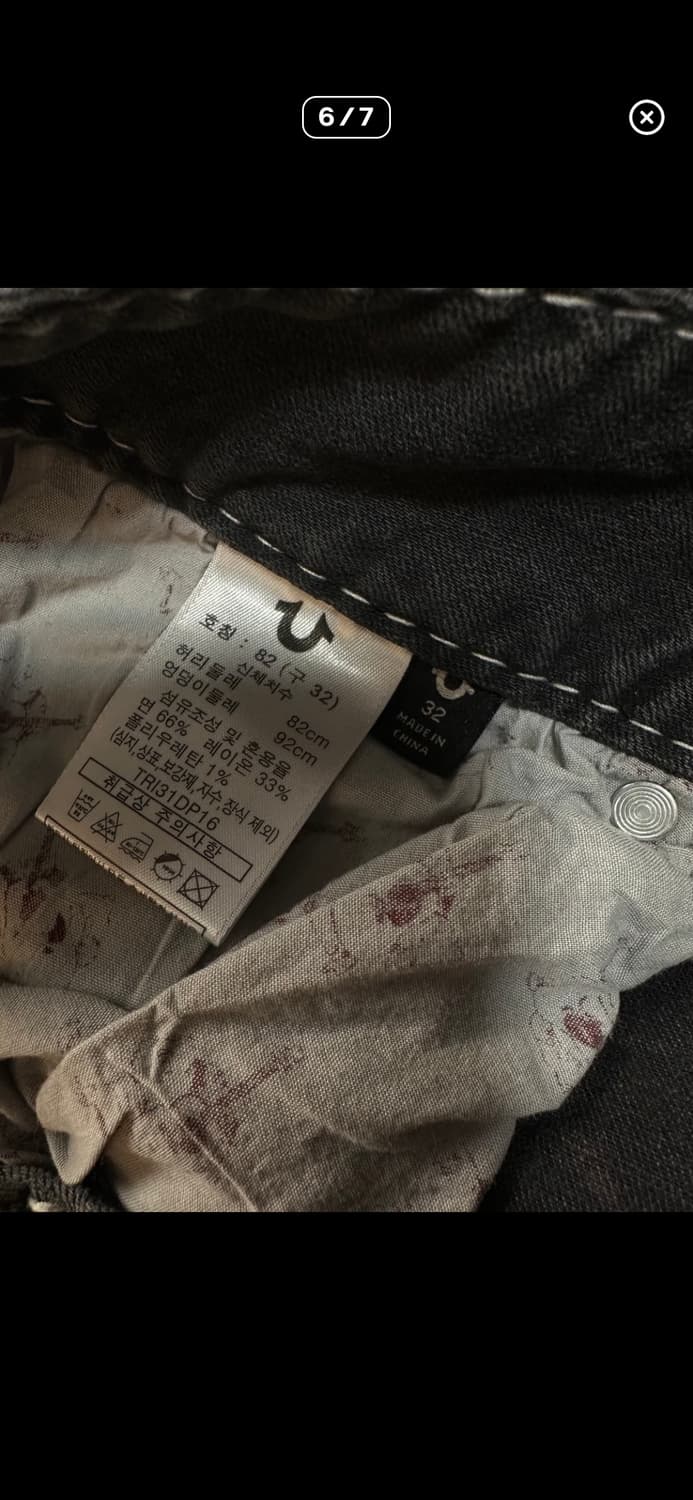 6/7
호칭 : 82 (구 32)
신체치수
허리둘레 82cm
엉덩이둘레 92cm
섬유조성 및 혼용율
면 66% 레이온 33%
폴리우레탄 1%
(심지,상표,보강재,자수,장식 제외)
TRI31DP16
취급상 주의사항
32
MADE IN
CHINA